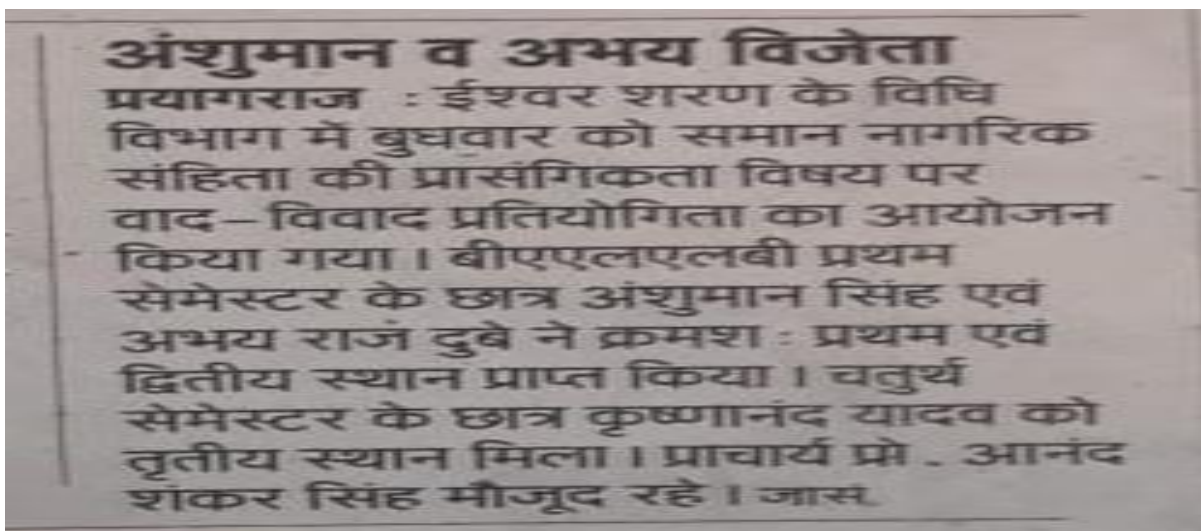 अंशुमान व अभय विजेता
प्रयागराज : ईश्वर शरण के विधि
विभाग में बुधवार को समान नागरिक
संहिता की प्रासंगिकता विषय पर
वाद-विवाद प्रतियोगिता का आयोजन
किया गया। बीएएलएलबी प्रथम
सेमेस्टर के छात्र अंशुमान सिंह एवं
अभय राजं दुबे ने क्रमश: प्रथम एवं
द्वितीय स्थान प्राप्त किया। चतुर्थ
सेमेस्टर के छात्र कृष्णानंद यादव को
तृतीय स्थान मिला। प्राचार्य प्रो. आनंद
शंकर सिंह मौजूद रहे। जासं.